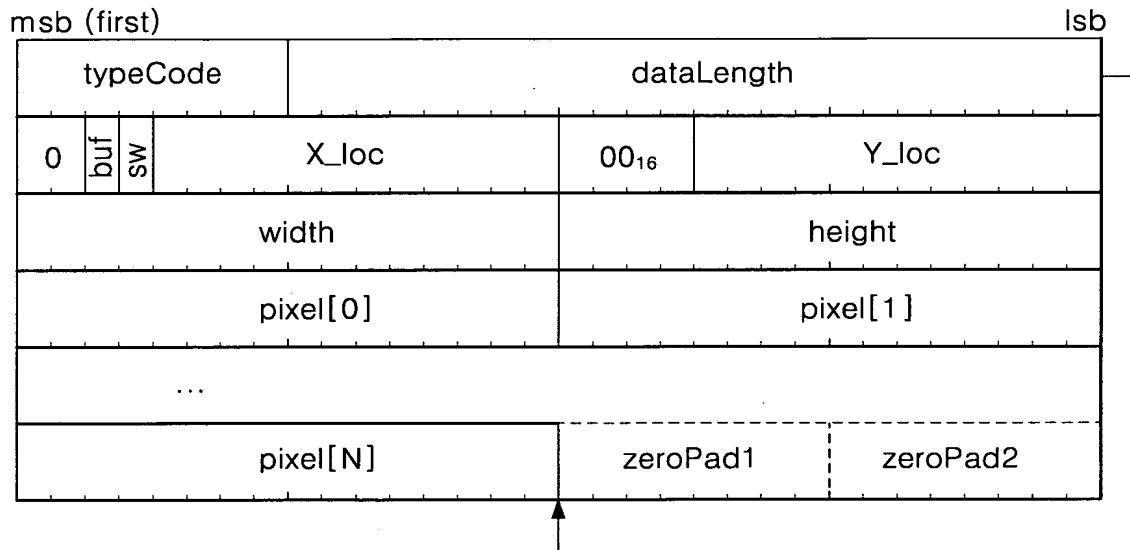 msb (first) lsb
typeCode dataLength
0 buf sw X_loc 00₁₆ Y_loc
width height
pixel[0] pixel[1]
...
pixel[N] zeroPad1 zeroPad2